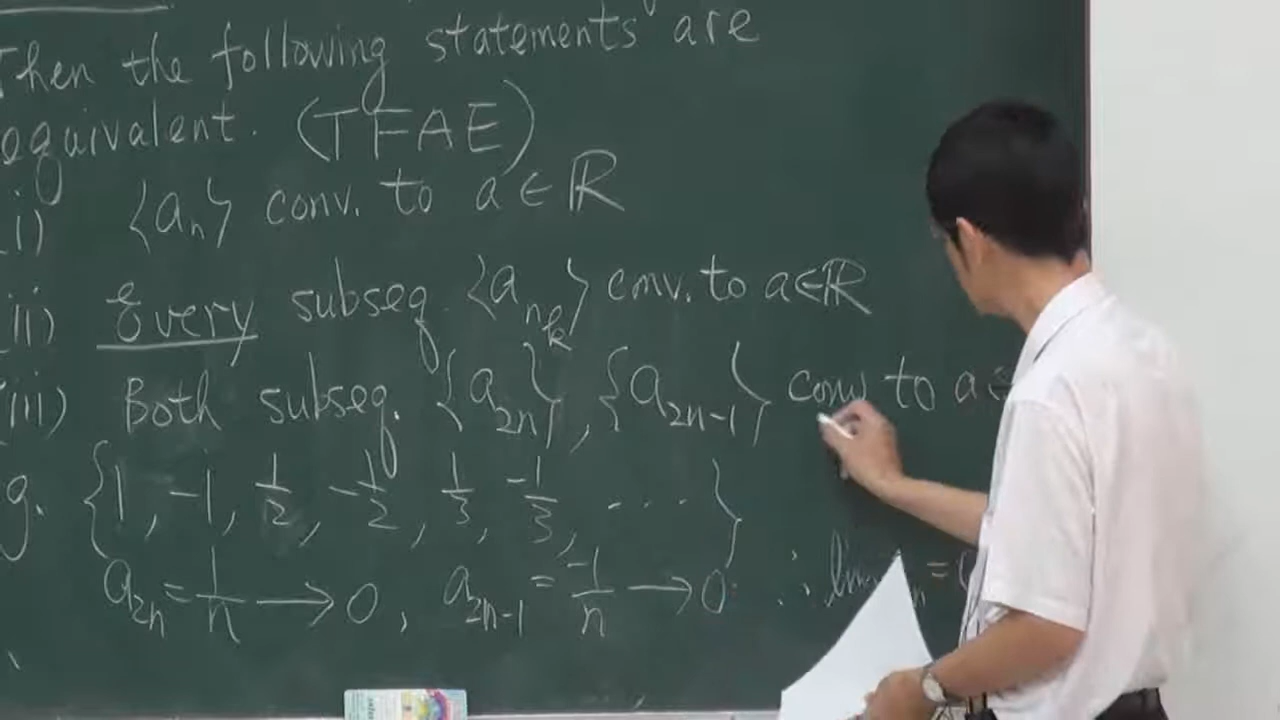 Then the following statements are
equivalent. (TFAE)
(i) <aₙ> conv. to a ∈ ℝ
(ii) Every subseq. <a_{n_k}> conv. to a ∈ ℝ
(iii) Both subseq. {a_{2n}}, {a_{2n-1}} conv. to a ∈
g. {1, -1, 1/2, -1/2, 1/3, -1/3, ...}
a_{2n} = 1/n → 0, a_{2n-1} = -1/n → 0 ∴ lim